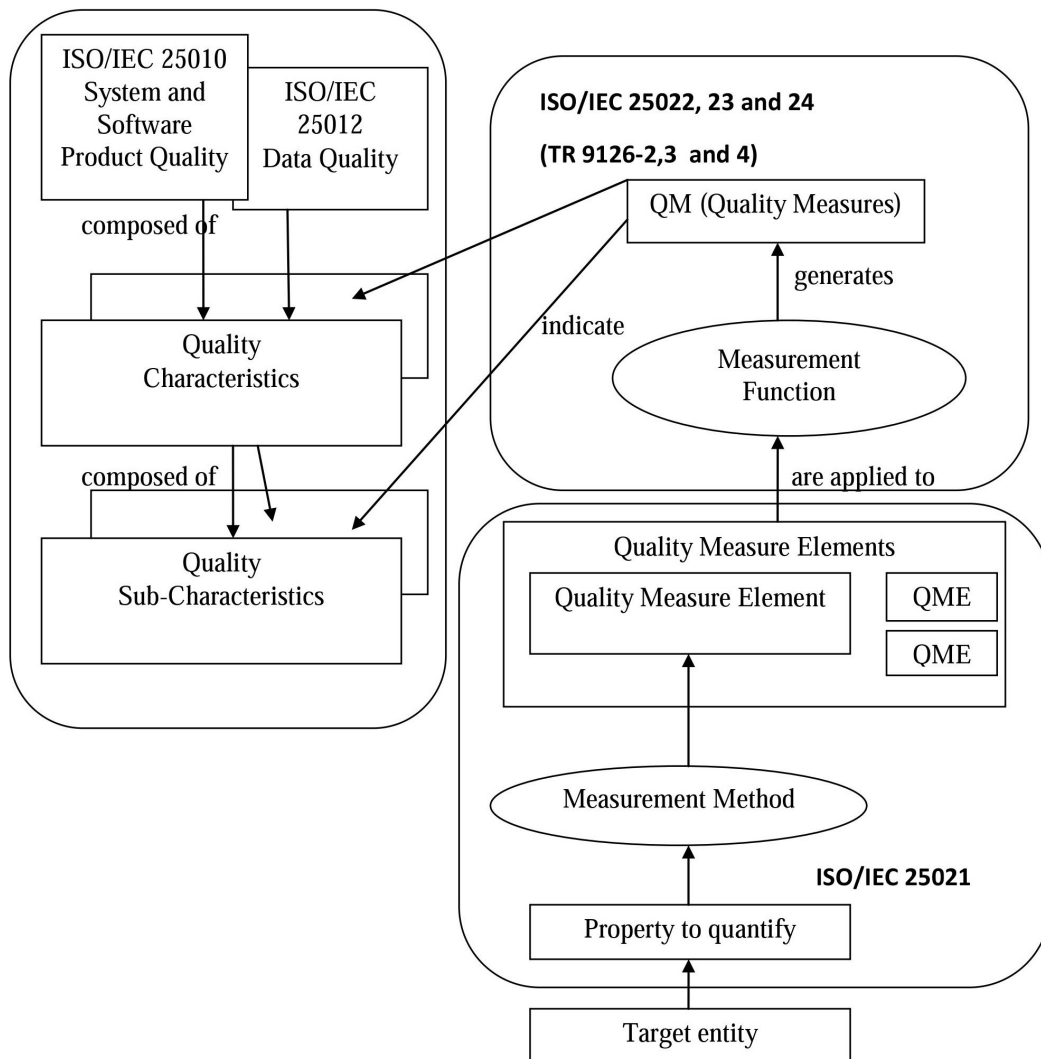 ISO/IEC 25010
System and
Software
Product Quality
ISO/IEC
25012
Data Quality
composed of
Quality
Characteristics
composed of
Quality
Sub-Characteristics
ISO/IEC 25022, 23 and 24
(TR 9126-2,3 and 4)
QM (Quality Measures)
generates
indicate
Measurement
Function
are applied to
Quality Measure Elements
Quality Measure Element
QME
QME
Measurement Method
ISO/IEC 25021
Property to quantify
Target entity